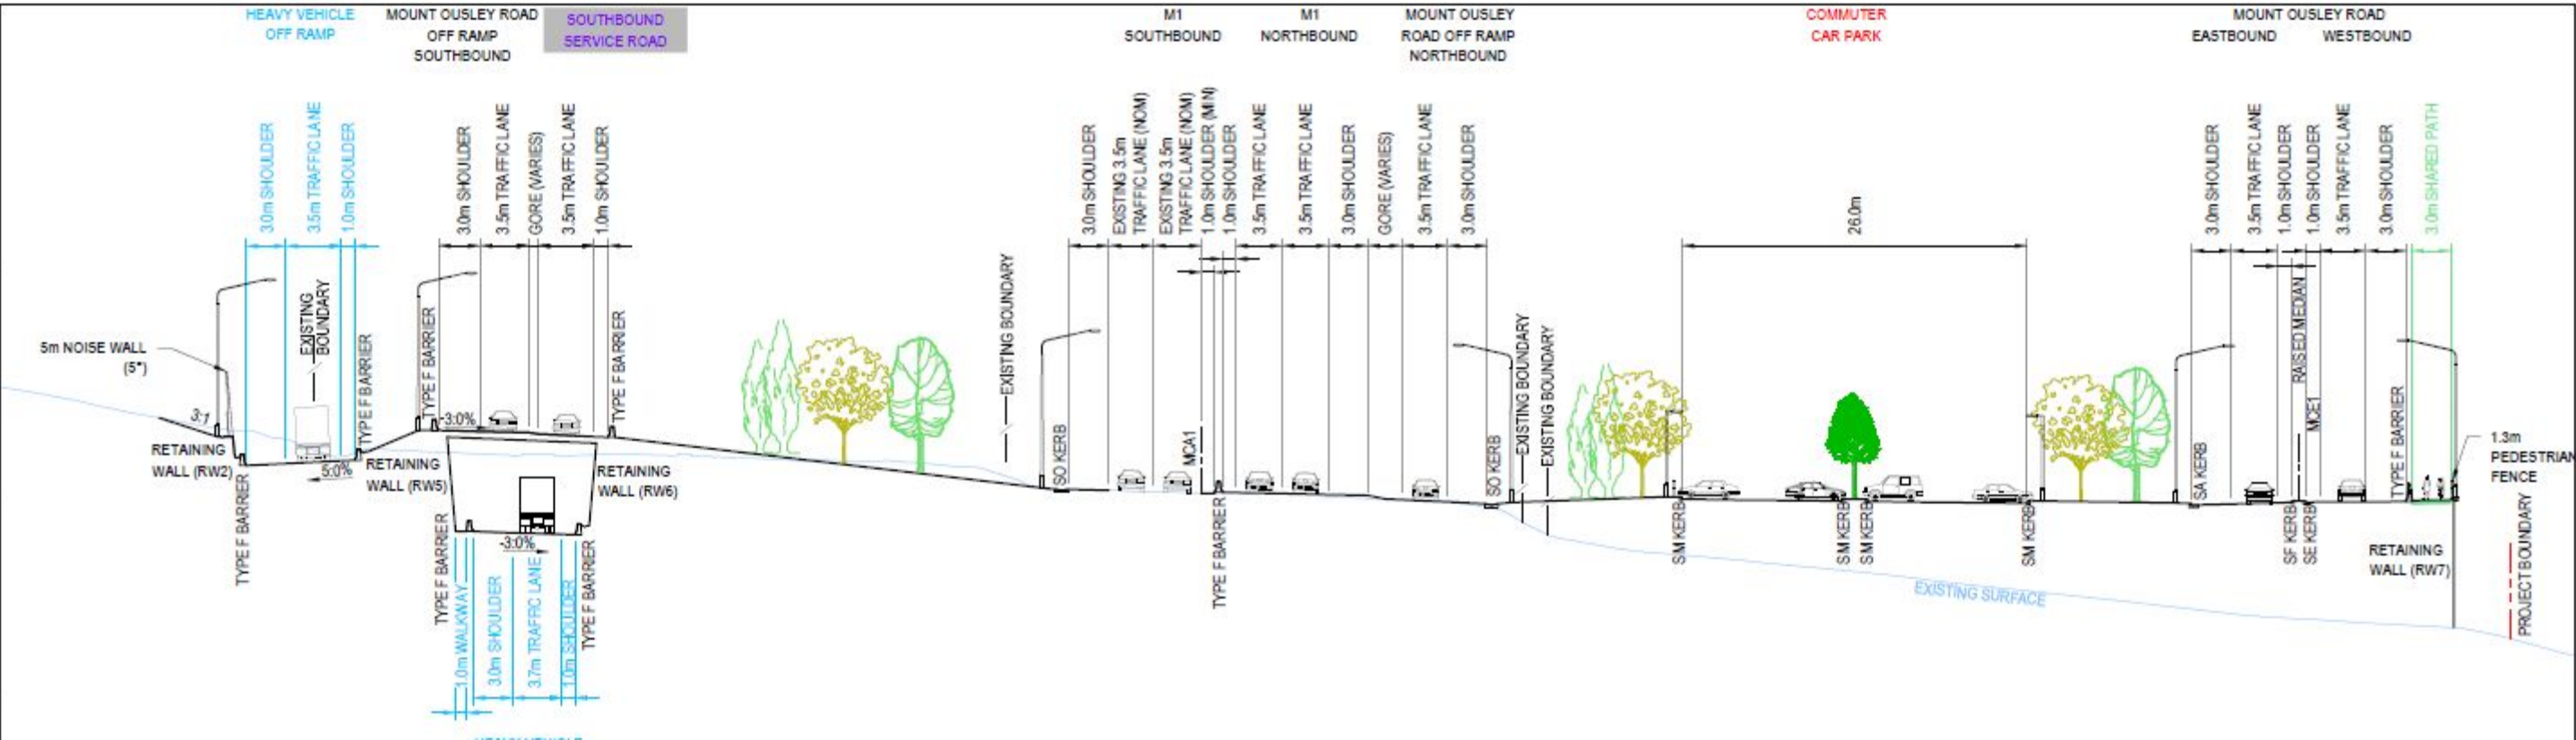 HEAVY VEHICLE
OFF RAMP
MOUNT OUSLEY ROAD
OFF RAMP
SOUTHBOUND
SOUTHBOUND
SERVICE ROAD
M1
SOUTHBOUND
M1
NORTHBOUND
MOUNT OUSLEY
ROAD OFF RAMP
NORTHBOUND
COMMUTER
CAR PARK
MOUNT OUSLEY ROAD
EASTBOUND
WESTBOUND
3.0m SHOULDER
3.5m TRAFFIC LANE
1.0m SHOULDER
3.0m SHOULDER
3.5m TRAFFIC LANE
GORE (VARIES)
3.5m TRAFFIC LANE
1.0m SHOULDER
3.0m SHOULDER
EXISTING 3.5m
TRAFFIC LANE (NOM)
EXISTING 3.5m
TRAFFIC LANE (NOM)
1.0m SHOULDER (MIN)
1.0m SHOULDER
3.5m TRAFFIC LANE
3.5m TRAFFIC LANE
3.0m SHOULDER
GORE (VARIES)
3.5m TRAFFIC LANE
3.0m SHOULDER
26.0m
3.0m SHOULDER
3.5m TRAFFIC LANE
1.0m SHOULDER
1.0m SHOULDER
3.5m TRAFFIC LANE
3.0m SHOULDER
3.0m SHARED PATH
5m NOISE WALL
(5°)
EXISTING
BOUNDARY
TYPE F BARRIER
TYPE F BARRIER
TYPE F BARRIER
EXISTING BOUNDARY
EXISTING BOUNDARY
EXISTING BOUNDARY
RAISED MEDIAN
3:1
-3:0%
RETAINING
WALL (RW2)
5:0%
RETAINING
WALL (RW5)
RETAINING
WALL (RW6)
SO KERB
MCA1
SO KERB
SA KERB
MCE1
TYPE F BARRIER
1.3m
PEDESTRIAN
FENCE
TYPE F BARRIER
TYPE F BARRIER
-3:0%
TYPE F BARRIER
TYPE F BARRIER
SM KERB
SM KERB
SM KERB
SM KERB
SF KERB
SE KERB
RETAINING
WALL (RW7)
PROJECT BOUNDARY
EXISTING SURFACE
1.0m WALKWAY
3.0m SHOULDER
3.7m TRAFFIC LANE
1.0m SHOULDER